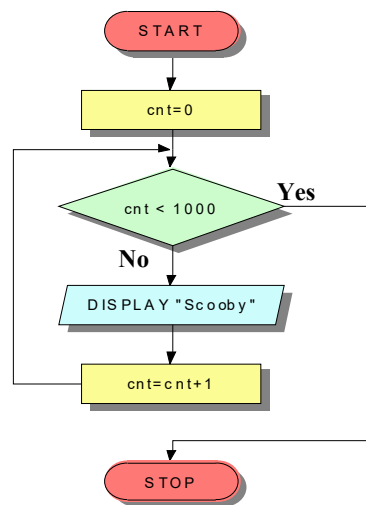 START
cnt=0
cnt < 1000
Yes
No
DISPLAY "Scooby"
cnt=cnt+1
STOP